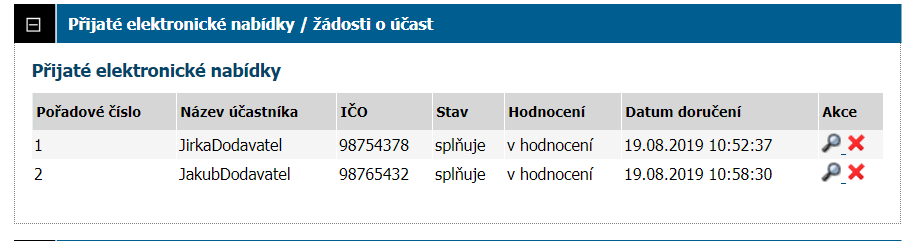 Přijaté elektronické nabídky / žádosti o účast
Přijaté elektronické nabídky
Pořadové číslo Název účastníka IČO Stav Hodnocení Datum doručení Akce
1 JirkaDodavatel 98754378 splňuje v hodnocení 19.08.2019 10:52:37
2 JakubDodavatel 98765432 splňuje v hodnocení 19.08.2019 10:58:30